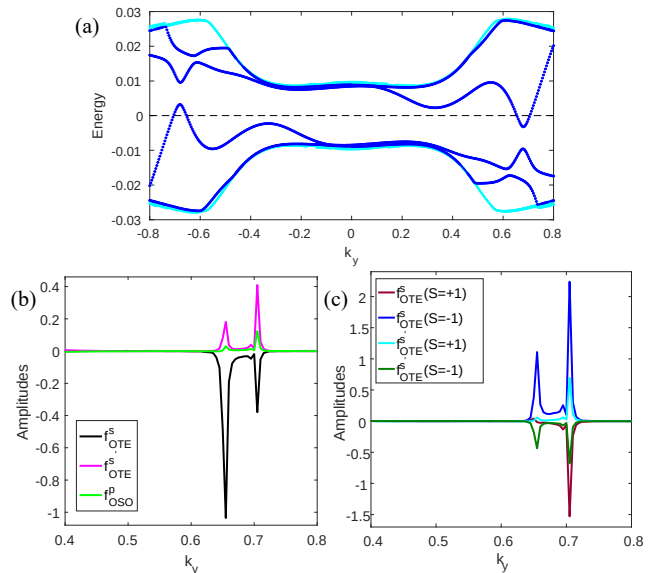 (a)
0.03
0.02
0.01
0
-0.01
-0.02
-0.03
Energy
-0.8 -0.6 -0.4 -0.2 0 0.2 0.4 0.6 0.8
k_y
(b)
0.4
0.2
0
-0.2
-0.4
-0.6
-0.8
-1
Amplitudes
f^s_OTE
f^s'_OTE
f^p_OSO
0.4 0.5 0.6 0.7 0.8
k_y
(c)
2
1.5
1
0.5
0
-0.5
-1
-1.5
Amplitudes
f^s_OTE(S=+1)
f^s_OTE(S=-1)
f^s'_OTE(S=+1)
f^s'_OTE(S=-1)
0.4 0.5 0.6 0.7 0.8
k_y